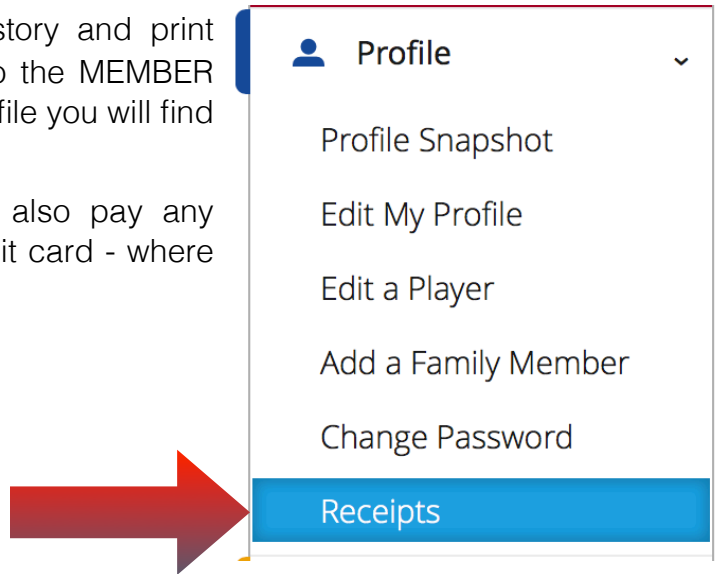 story and print
o the MEMBER
file you will find
also pay any
it card - where
Profile
Profile Snapshot
Edit My Profile
Edit a Player
Add a Family Member
Change Password
Receipts